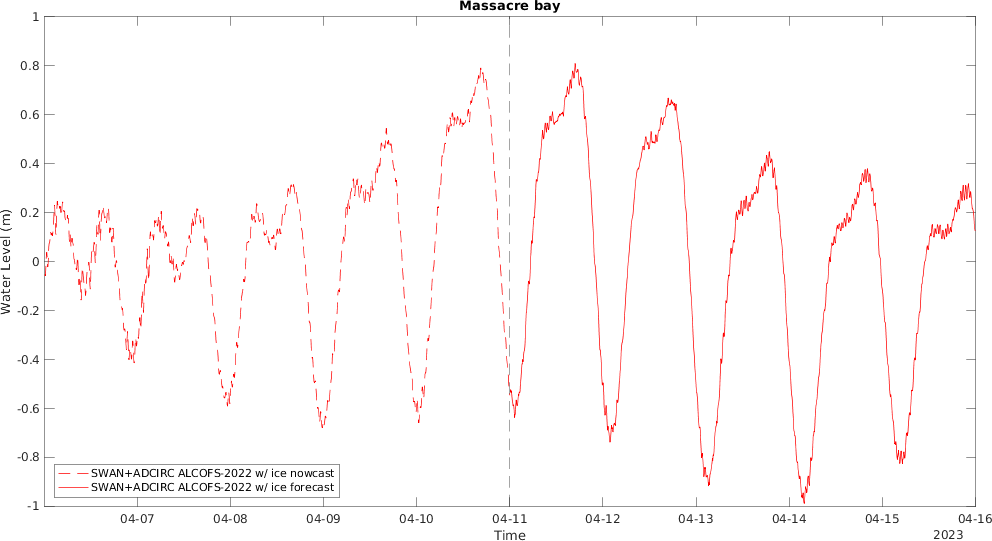 Massacre bay
1
0.8
0.6
0.4
0.2
0
-0.2
-0.4
-0.6
-0.8
-1
Water Level (m)
SWAN+ADCIRC ALCOFS-2022 w/ ice nowcast
SWAN+ADCIRC ALCOFS-2022 w/ ice forecast
04-07 04-08 04-09 04-10 04-11 04-12 04-13 04-14 04-15 04-16
Time
2023